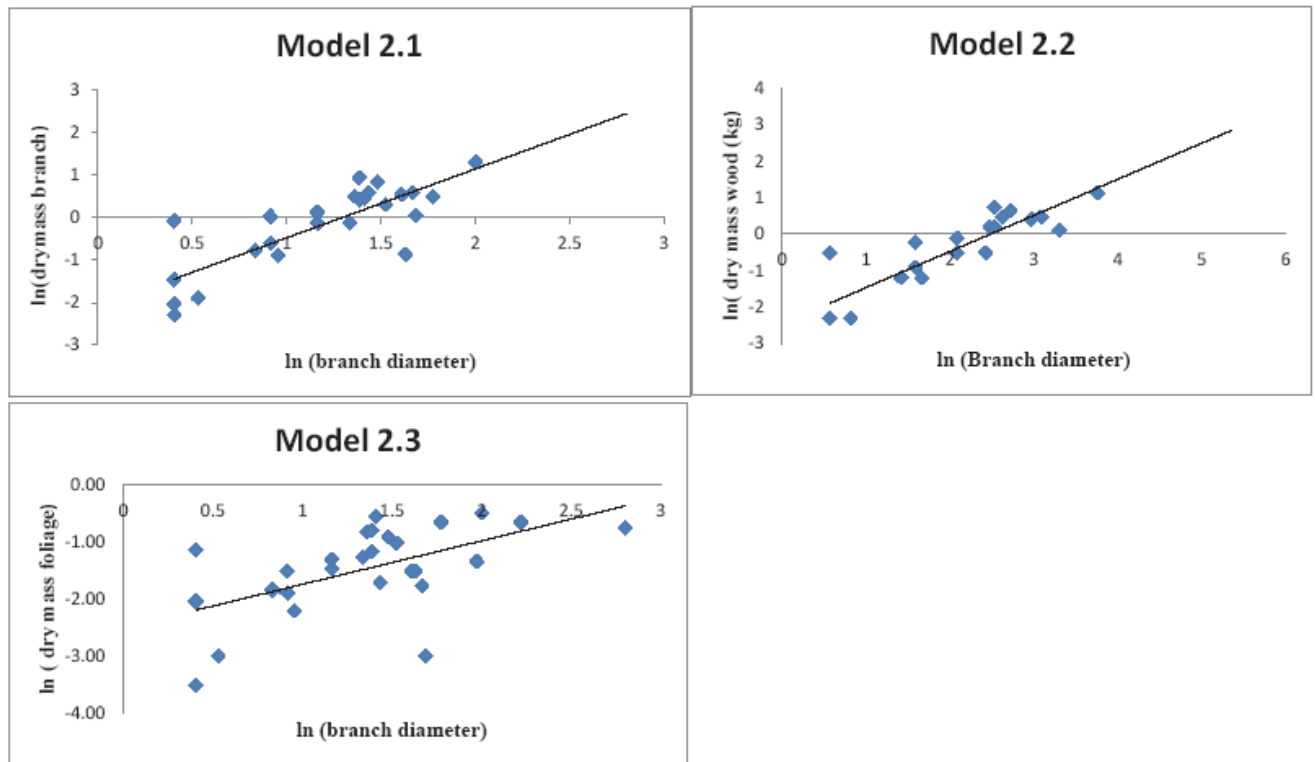 Model 2.1
3
2
1
0
-1
-2
-3
0 0.5 1 1.5 2 2.5 3
ln(drymass branch)
ln (branch diameter)
Model 2.2
4
3
2
1
0
-1
-2
-3
0 1 2 3 4 5 6
ln( dry mass wood (kg)
ln (Branch diameter)
Model 2.3
0.00
-1.00
-2.00
-3.00
-4.00
0 0.5 1 1.5 2 2.5 3
ln ( dry mass foliage)
ln (branch diameter)